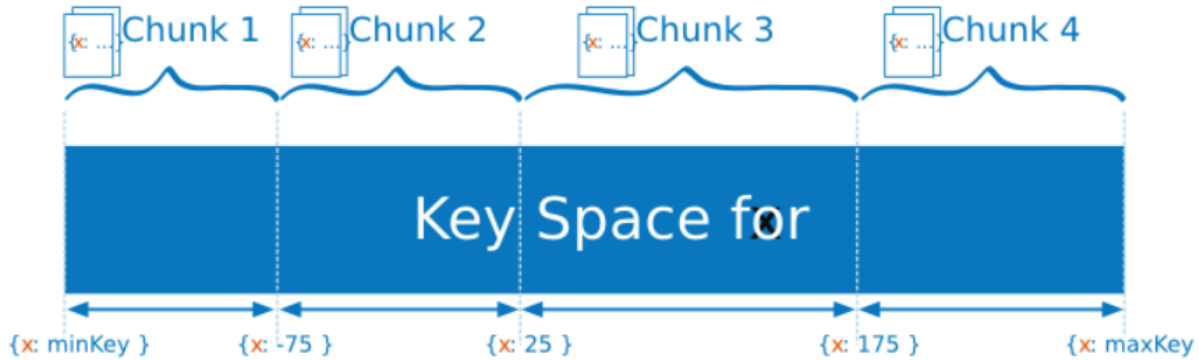 {x: ...} Chunk 1 {x: ...} Chunk 2 {x: ...} Chunk 3 {x: ...} Chunk 4
Key Space for x
{x: minKey } {x: -75 } {x: 25 } {x: 175 } {x: maxKey